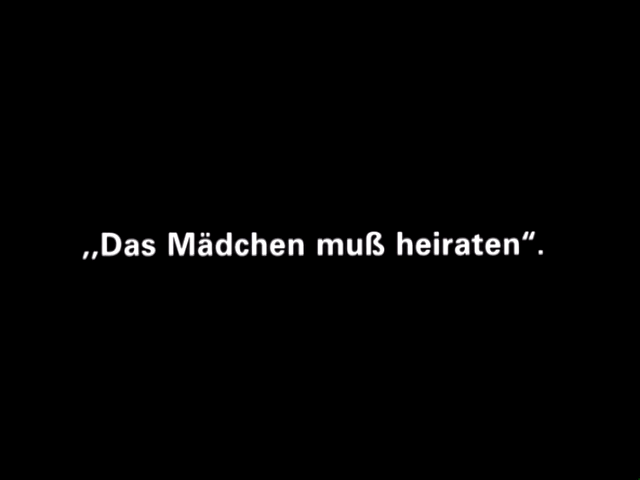 ,,Das Mädchen muß heiraten“.